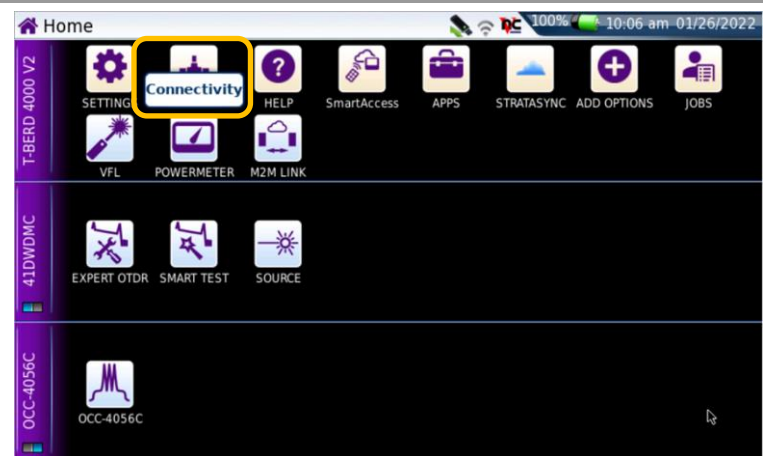 Home
100%
10:06 am 01/26/2022
T-BERD 4000 V2
SETTING
Connectivity
HELP
SmartAccess
APPS
STRATASYNC
ADD OPTIONS
JOBS
VFL
POWERMETER
M2M LINK
41DWDMC
EXPERT OTDR
SMART TEST
SOURCE
OCC-4056C
OCC-4056C